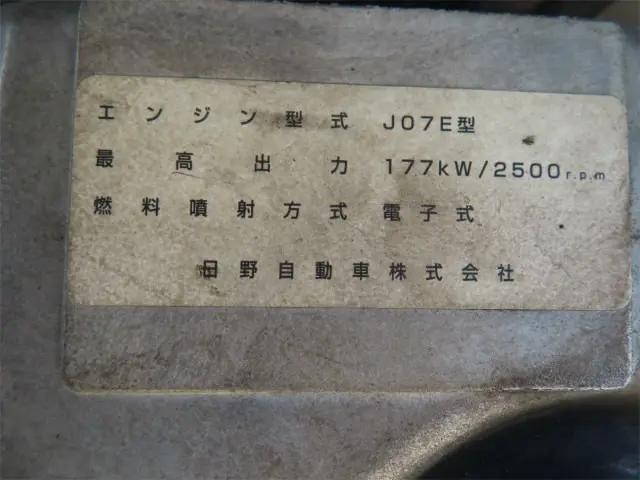 エンジン型式 J07E型
最高出力 177kW/2500r.p.m
燃料噴射方式 電子式
日野自動車株式会社